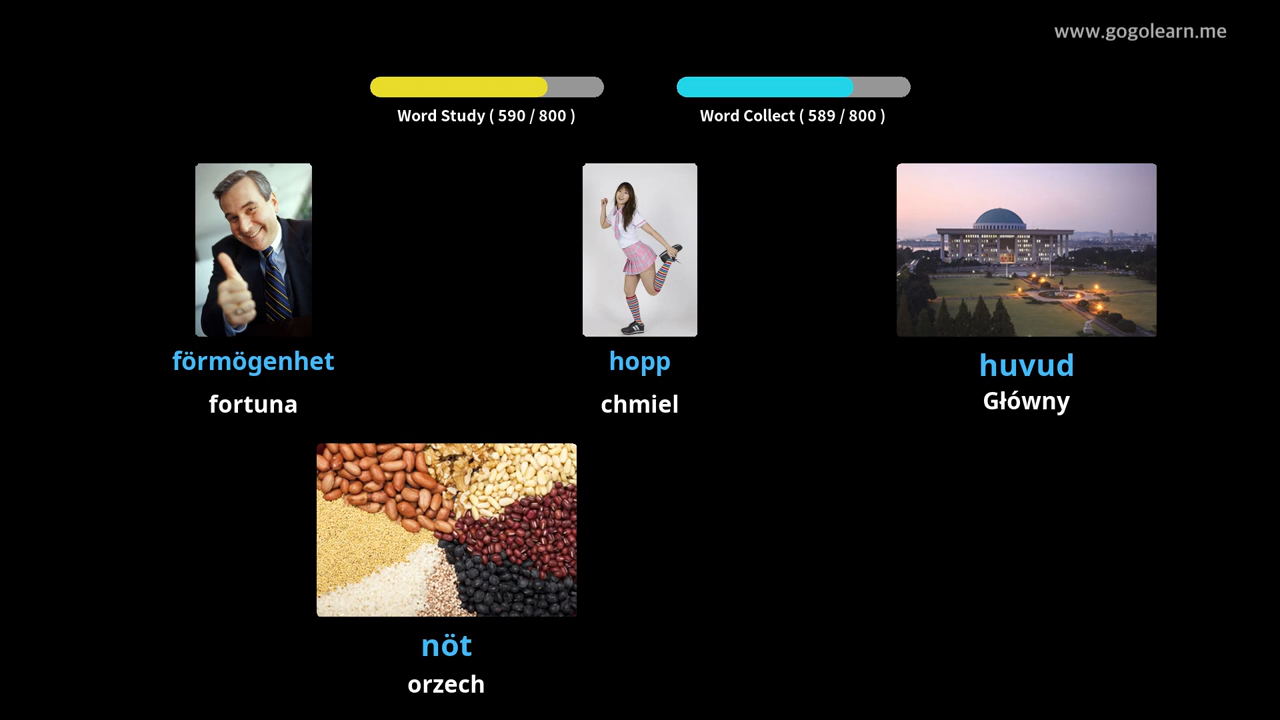 www.gogolearn.me
Word Study ( 590 / 800 )
Word Collect ( 589 / 800 )
förmögenhet
fortuna
hopp
chmiel
huvud
Główny
nöt
orzech